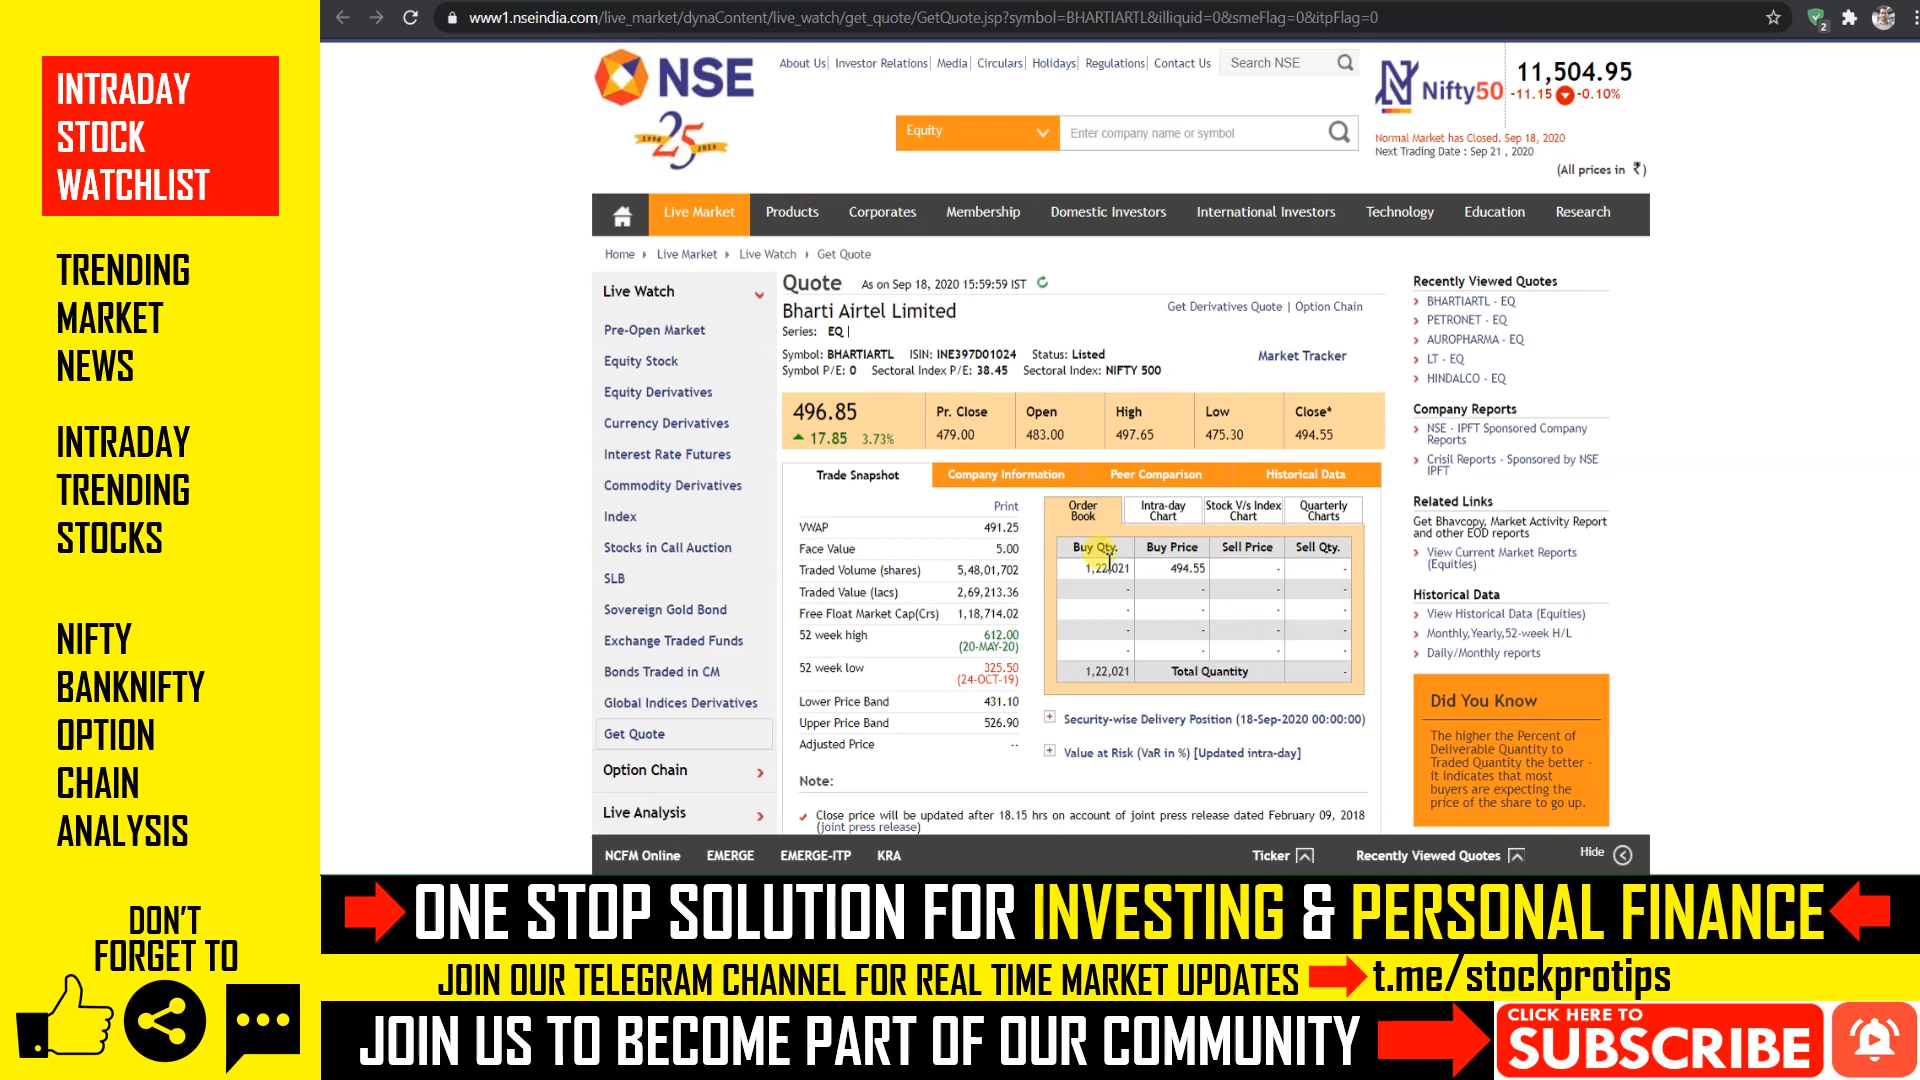 www1.nseindia.com/live_market/dynaContent/live_watch/get_quote/GetQuote.jsp?symbol=BHARTIARTL&illiquid=0&smeFlag=0&itpFlag=0
2
INTRADAY
STOCK
WATCHLIST
TRENDING
MARKET
NEWS
INTRADAY
TRENDING
STOCKS
NIFTY
BANKNIFTY
OPTION
CHAIN
ANALYSIS
DON'T
FORGET TO
NSE
25
About Us| Investor Relations| Media| Circulars| Holidays| Regulations| Contact Us
Search NSE
Equity
Enter company name or symbol
Nifty50
11,504.95
-11.15 -0.10%
Normal Market has Closed. Sep 18, 2020
Next Trading Date : Sep 21 , 2020
(All prices in ₹)
Live Market Products Corporates Membership Domestic Investors International Investors Technology Education Research
Home Live Market Live Watch Get Quote
Live Watch
Pre-Open Market
Equity Stock
Equity Derivatives
Currency Derivatives
Interest Rate Futures
Commodity Derivatives
Index
Stocks in Call Auction
SLB
Sovereign Gold Bond
Exchange Traded Funds
Bonds Traded in CM
Global Indices Derivatives
Get Quote
Option Chain
Live Analysis
Quote As on Sep 18, 2020 15:59:59 IST
Bharti Airtel Limited
Get Derivatives Quote | Option Chain
Series: EQ |
Symbol: BHARTIARTL ISIN: INE397D01024 Status: Listed
Market Tracker
Symbol P/E: 0 Sectoral Index P/E: 38.45 Sectoral Index: NIFTY 500
496.85 Pr. Close Open High Low Close*
17.85 3.73% 479.00 483.00 497.65 475.30 494.55
Trade Snapshot Company Information Peer Comparison Historical Data
Print
VWAP 491.25
Face Value 5.00
Traded Volume (shares) 5,48,01,702
Traded Value (lacs) 2,69,213.36
Free Float Market Cap(Crs) 1,18,714.02
52 week high 612.00
(20-MAY-20)
52 week low 325.50
(24-OCT-19)
Lower Price Band 431.10
Upper Price Band 526.90
Adjusted Price --
Order Book Intra-day Chart Stock V/s Index Chart Quarterly Charts
Buy Qty. Buy Price Sell Price Sell Qty.
1,22,021 494.55 - -
- - - -
- - - -
- - - -
- - - -
1,22,021 Total Quantity -
Security-wise Delivery Position (18-Sep-2020 00:00:00)
Value at Risk (VaR in %) [Updated intra-day]
Note:
Close price will be updated after 18.15 hrs on account of joint press release dated February 09, 2018
(joint press release)
Recently Viewed Quotes
BHARTIARTL - EQ
PETRONET - EQ
AUROPHARMA - EQ
LT - EQ
HINDALCO - EQ
Company Reports
NSE - IPFT Sponsored Company
Reports
Crisil Reports - Sponsored by NSE
IPFT
Related Links
Get Bhavcopy, Market Activity Report
and other EOD reports
View Current Market Reports
(Equities)
Historical Data
View Historical Data (Equities)
Monthly,Yearly,52-week H/L
Daily/Monthly reports
Did You Know
The higher the Percent of
Deliverable Quantity to
Traded Quantity the better -
it indicates that most
buyers are expecting the
price of the share to go up.
NCFM Online EMERGE EMERGE-ITP KRA Ticker Recently Viewed Quotes Hide
ONE STOP SOLUTION FOR INVESTING & PERSONAL FINANCE
JOIN OUR TELEGRAM CHANNEL FOR REAL TIME MARKET UPDATES t.me/stockprotips
JOIN US TO BECOME PART OF OUR COMMUNITY
CLICK HERE TO
SUBSCRIBE